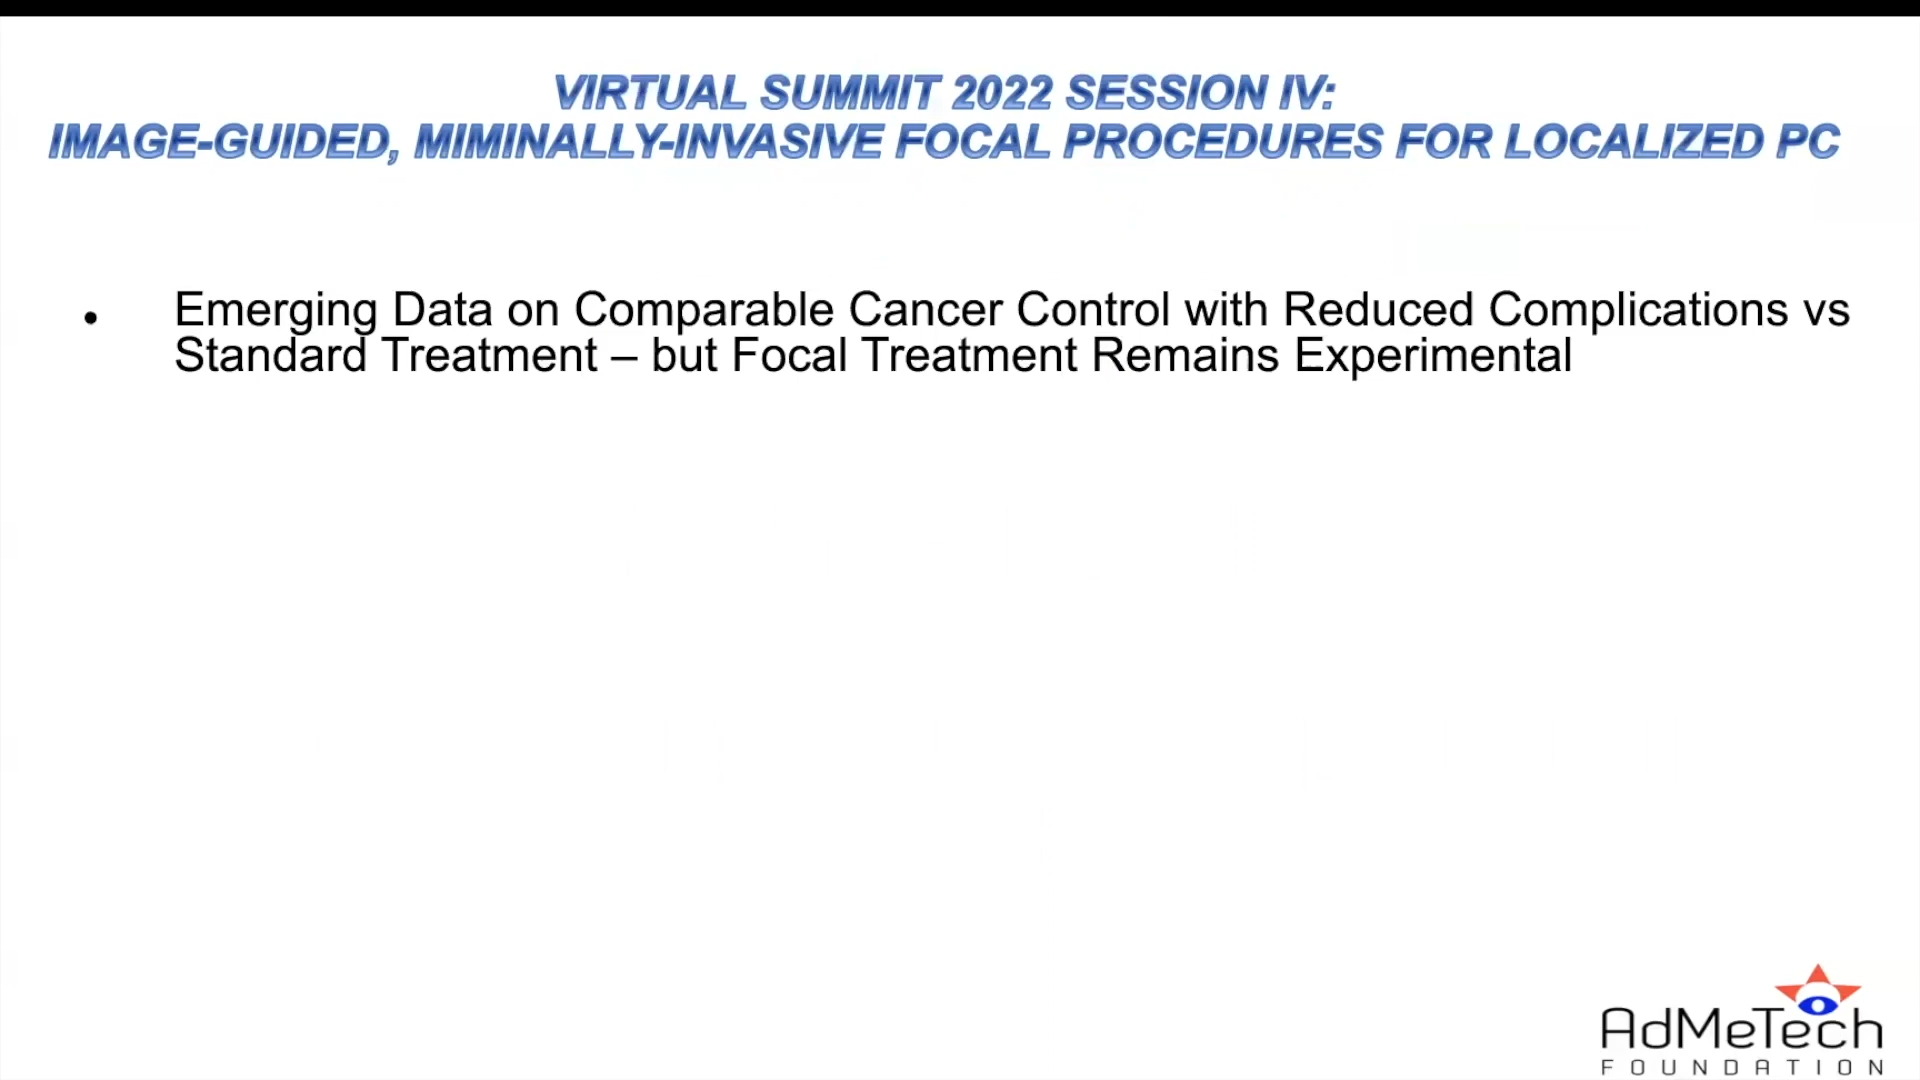 VIRTUAL SUMMIT 2022 SESSION IV:
IMAGE-GUIDED, MIMINALLY-INVASIVE FOCAL PROCEDURES FOR LOCALIZED PC
• Emerging Data on Comparable Cancer Control with Reduced Complications vs
Standard Treatment – but Focal Treatment Remains Experimental
AdMeTech
FOUNDATION